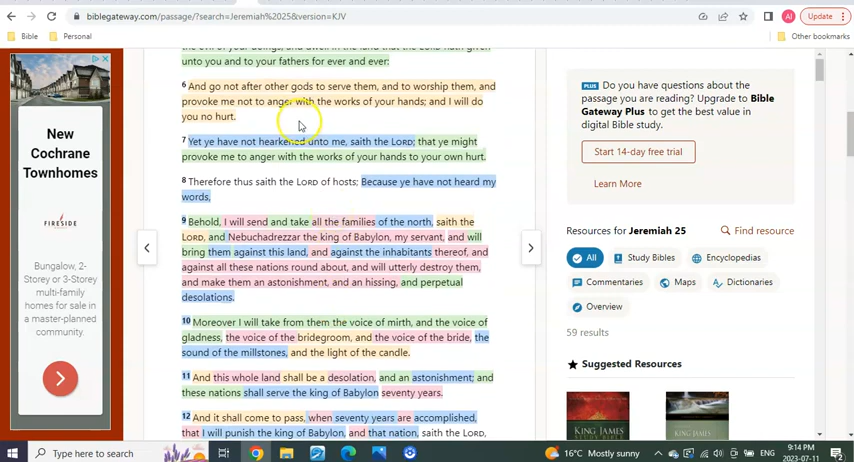 biblegateway.com/passage/?search=Jeremiah%2025&version=KJV
AI
Update
Bible
Personal
Other bookmarks
the evil of your doings, and dwell in the land that the LORD hath given
unto you and to your fathers for ever and ever:
6 And go not after other gods to serve them, and to worship them, and
provoke me not to anger with the works of your hands; and I will do
you no hurt.
7 Yet ye have not hearkened unto me, saith the LORD; that ye might
provoke me to anger with the works of your hands to your own hurt.
8 Therefore thus saith the LORD of hosts; Because ye have not heard my
words,
9 Behold, I will send and take all the families of the north, saith the
LORD, and Nebuchadrezzar the king of Babylon, my servant, and will
bring them against this land, and against the inhabitants thereof, and
against all these nations round about, and will utterly destroy them,
and make them an astonishment, and an hissing, and perpetual
desolations.
10 Moreover I will take from them the voice of mirth, and the voice of
gladness, the voice of the bridegroom, and the voice of the bride, the
sound of the millstones, and the light of the candle.
11 And this whole land shall be a desolation, and an astonishment; and
these nations shall serve the king of Babylon seventy years.
12 And it shall come to pass, when seventy years are accomplished,
that I will punish the king of Babylon, and that nation, saith the LORD,
New
Cochrane
Townhomes
FIRESIDE
Bungalow, 2-
Storey or 3-Storey
multi-family
homes for sale in
a master-planned
community.
PLUS Do you have questions about the
passage you are reading? Upgrade to Bible
Gateway Plus to get the best value in
digital Bible study.
Start 14-day free trial
Learn More
Resources for Jeremiah 25
Find resource
All
Study Bibles
Encyclopedias
Commentaries
Maps
Dictionaries
Overview
59 results
Suggested Resources
KING JAMES
KING JAMES
Type here to search
16°C Mostly sunny
ENG
9:14 PM
2023-07-11
2